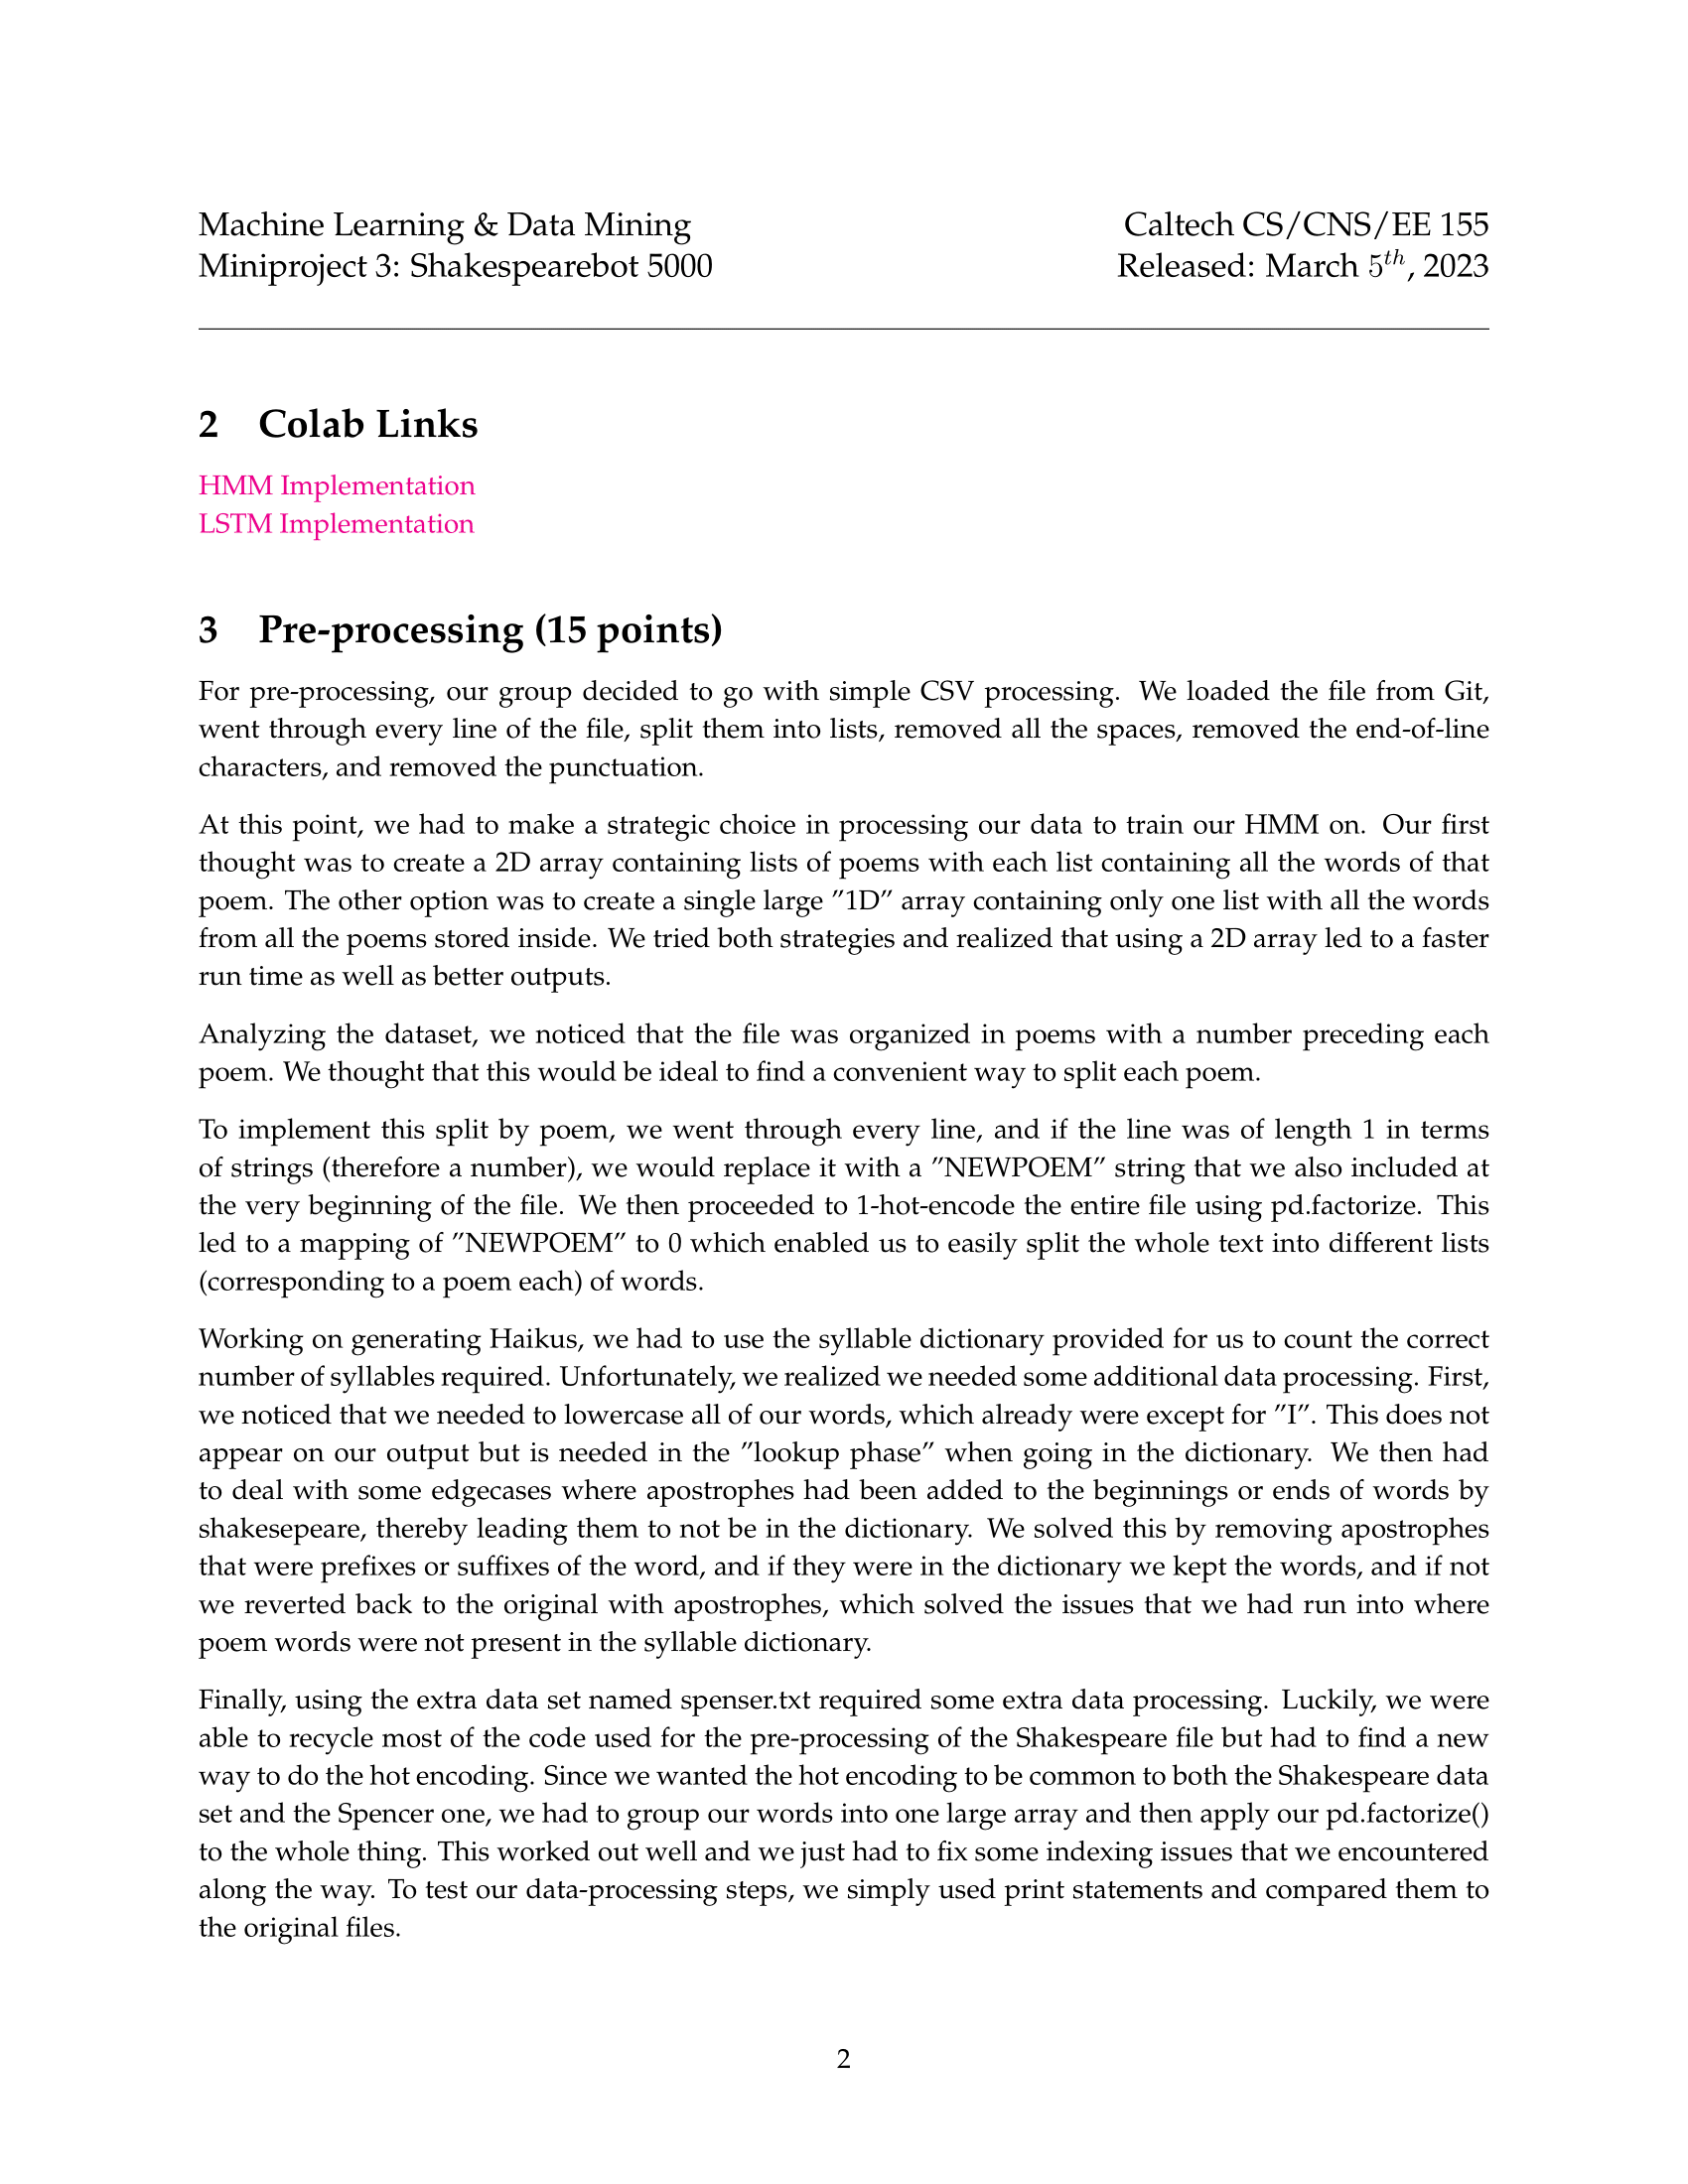 Machine Learning & Data Mining
Caltech CS/CNS/EE 155
Miniproject 3: Shakespearebot 5000
Released: March 5th, 2023
2 Colab Links
HMM Implementation
LSTM Implementation
3 Pre-processing (15 points)
For pre-processing, our group decided to go with simple CSV processing. We loaded the file from Git,
went through every line of the file, split them into lists, removed all the spaces, removed the end-of-line
characters, and removed the punctuation.
At this point, we had to make a strategic choice in processing our data to train our HMM on. Our first
thought was to create a 2D array containing lists of poems with each list containing all the words of that
poem. The other option was to create a single large ”1D” array containing only one list with all the words
from all the poems stored inside. We tried both strategies and realized that using a 2D array led to a faster
run time as well as better outputs.
Analyzing the dataset, we noticed that the file was organized in poems with a number preceding each
poem. We thought that this would be ideal to find a convenient way to split each poem.
To implement this split by poem, we went through every line, and if the line was of length 1 in terms
of strings (therefore a number), we would replace it with a ”NEWPOEM” string that we also included at
the very beginning of the file. We then proceeded to 1-hot-encode the entire file using pd.factorize. This
led to a mapping of ”NEWPOEM” to 0 which enabled us to easily split the whole text into different lists
(corresponding to a poem each) of words.
Working on generating Haikus, we had to use the syllable dictionary provided for us to count the correct
number of syllables required. Unfortunately, we realized we needed some additional data processing. First,
we noticed that we needed to lowercase all of our words, which already were except for ”I”. This does not
appear on our output but is needed in the ”lookup phase” when going in the dictionary. We then had
to deal with some edgecases where apostrophes had been added to the beginnings or ends of words by
shakesepeare, thereby leading them to not be in the dictionary. We solved this by removing apostrophes
that were prefixes or suffixes of the word, and if they were in the dictionary we kept the words, and if not
we reverted back to the original with apostrophes, which solved the issues that we had run into where
poem words were not present in the syllable dictionary.
Finally, using the extra data set named spenser.txt required some extra data processing. Luckily, we were
able to recycle most of the code used for the pre-processing of the Shakespeare file but had to find a new
way to do the hot encoding. Since we wanted the hot encoding to be common to both the Shakespeare data
set and the Spencer one, we had to group our words into one large array and then apply our pd.factorize()
to the whole thing. This worked out well and we just had to fix some indexing issues that we encountered
along the way. To test our data-processing steps, we simply used print statements and compared them to
the original files.
2